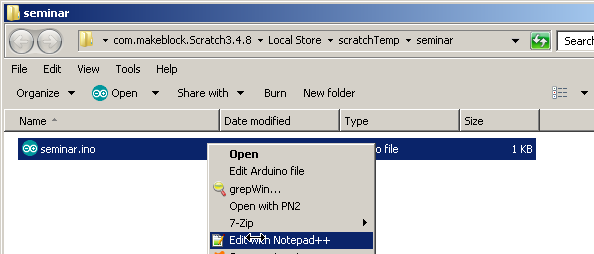 seminar
com.makeblock.Scratch3.4.8 Local Store scratchTemp seminar Searc
File Edit View Tools Help
Organize Open Share with Burn New folder
Name Date modified Type Size
seminar.ino o file 1 KB
Open
Edit Arduino file
grepWin...
Open with PN2
7-Zip
Edit with Notepad++